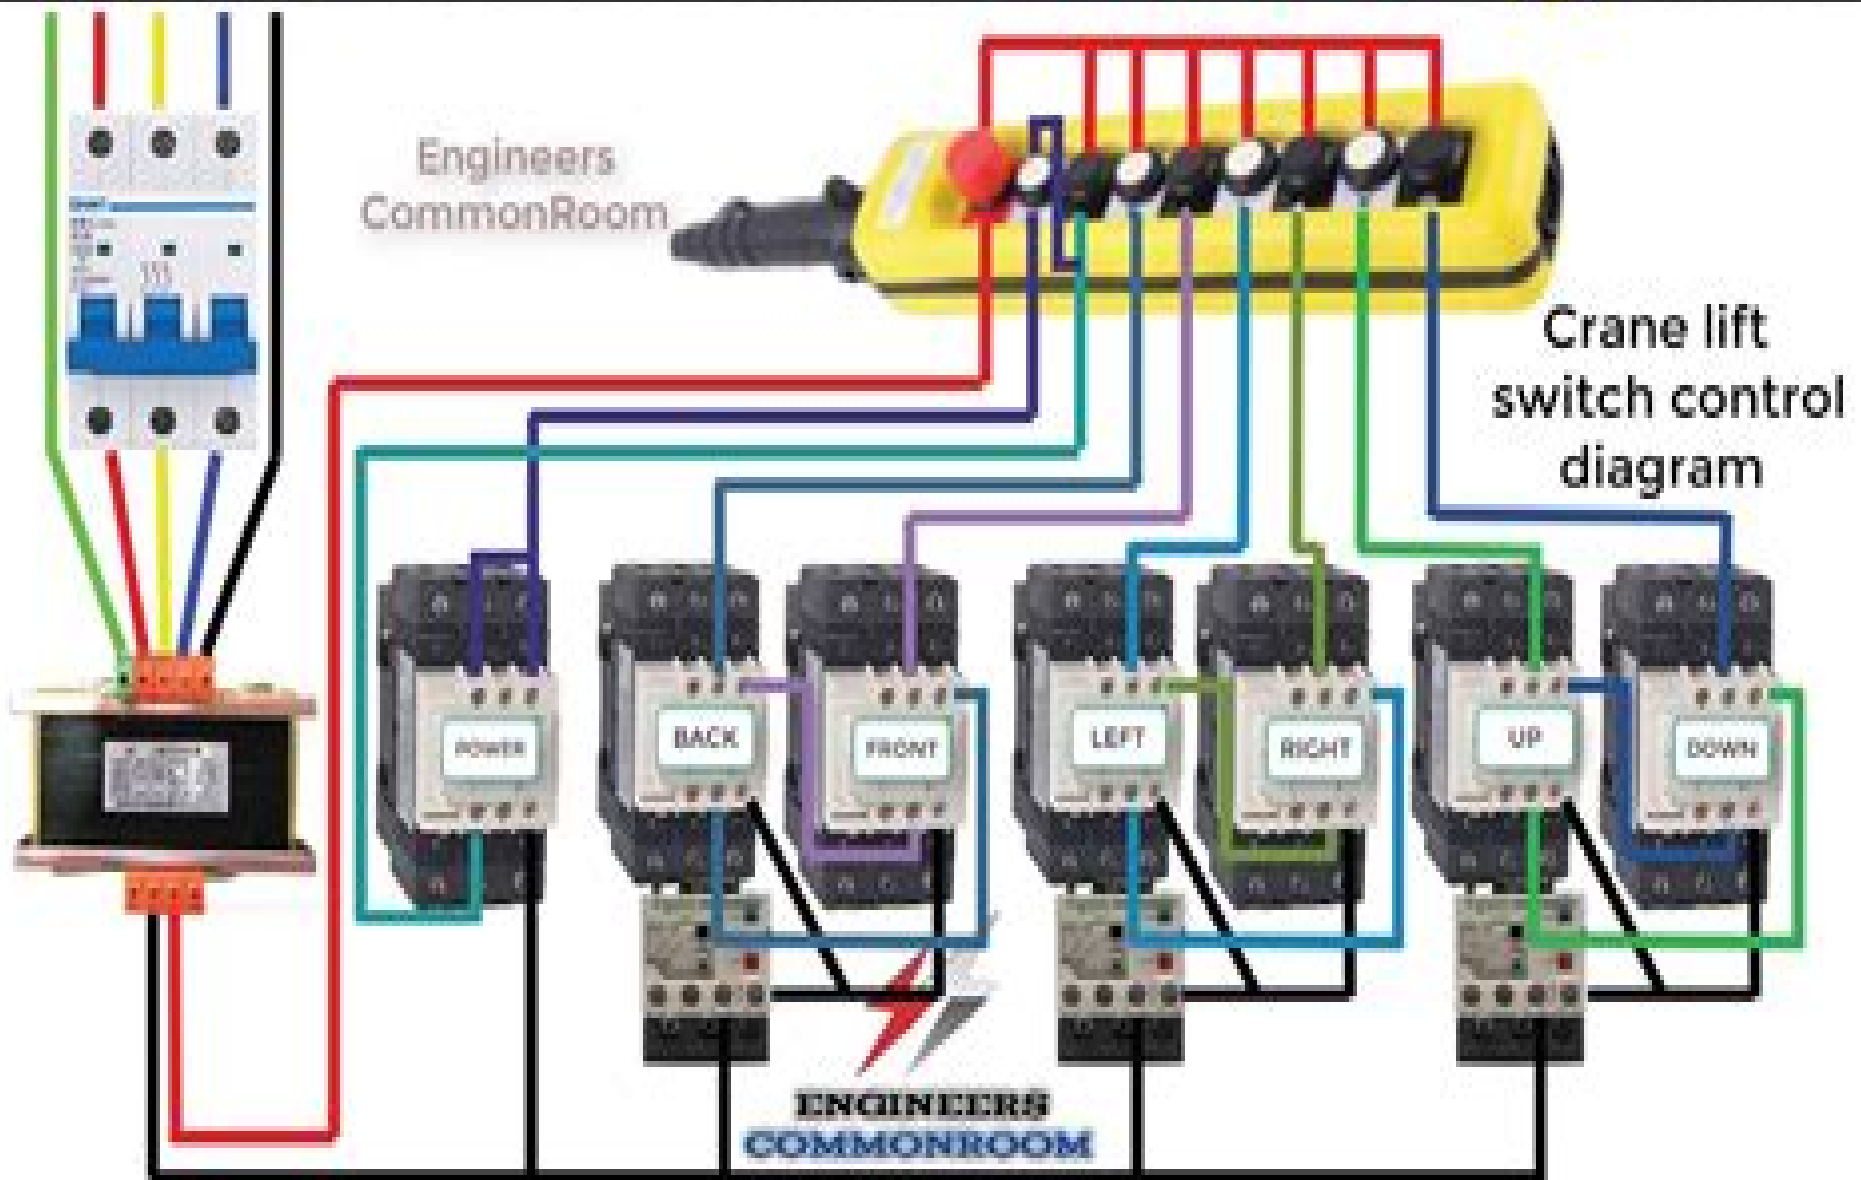 Engineers
CommonRoom
Crane lift
switch control
diagram
POWER
BACK
FRONT
LEFT
RIGHT
UP
DOWN
ENGINEERS
COMMONROOM